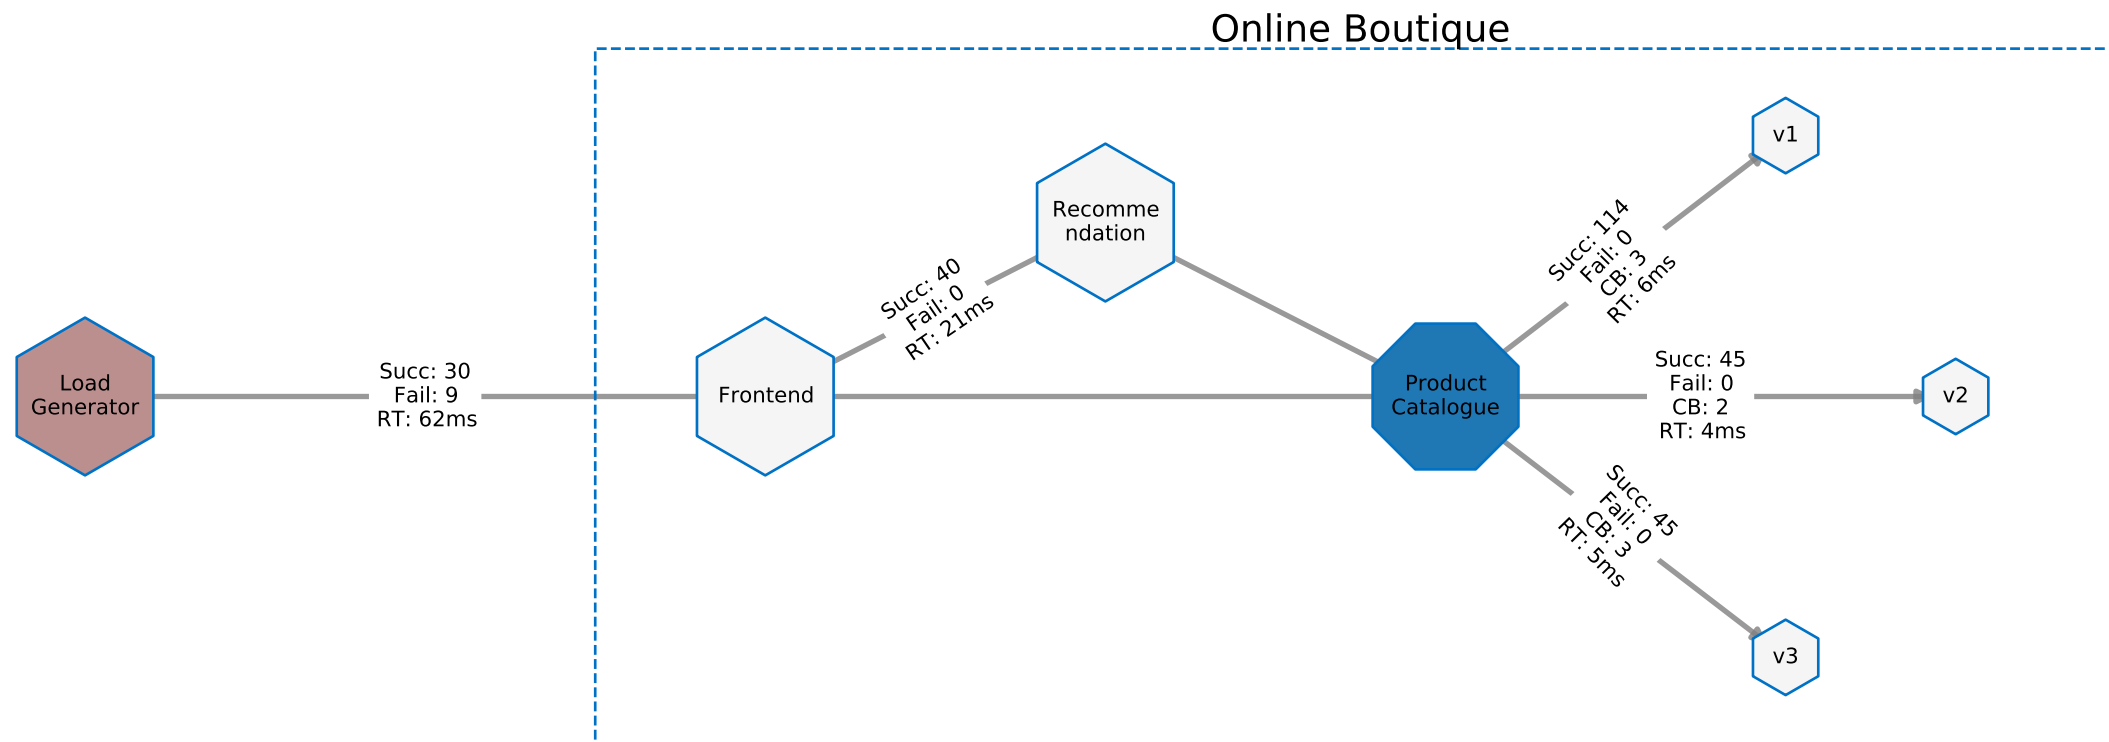 Online Boutique
Load
Generator
Succ: 30
Fail: 9
RT: 62ms
Frontend
Succ: 40
Fail: 0
RT: 21ms
Recomme
ndation
Product
Catalogue
Succ: 114
Fail: 0
CB: 3
RT: 6ms
v1
Succ: 45
Fail: 0
CB: 2
RT: 4ms
v2
Succ: 45
Fail: 0
CB: 3
RT: 5ms
v3